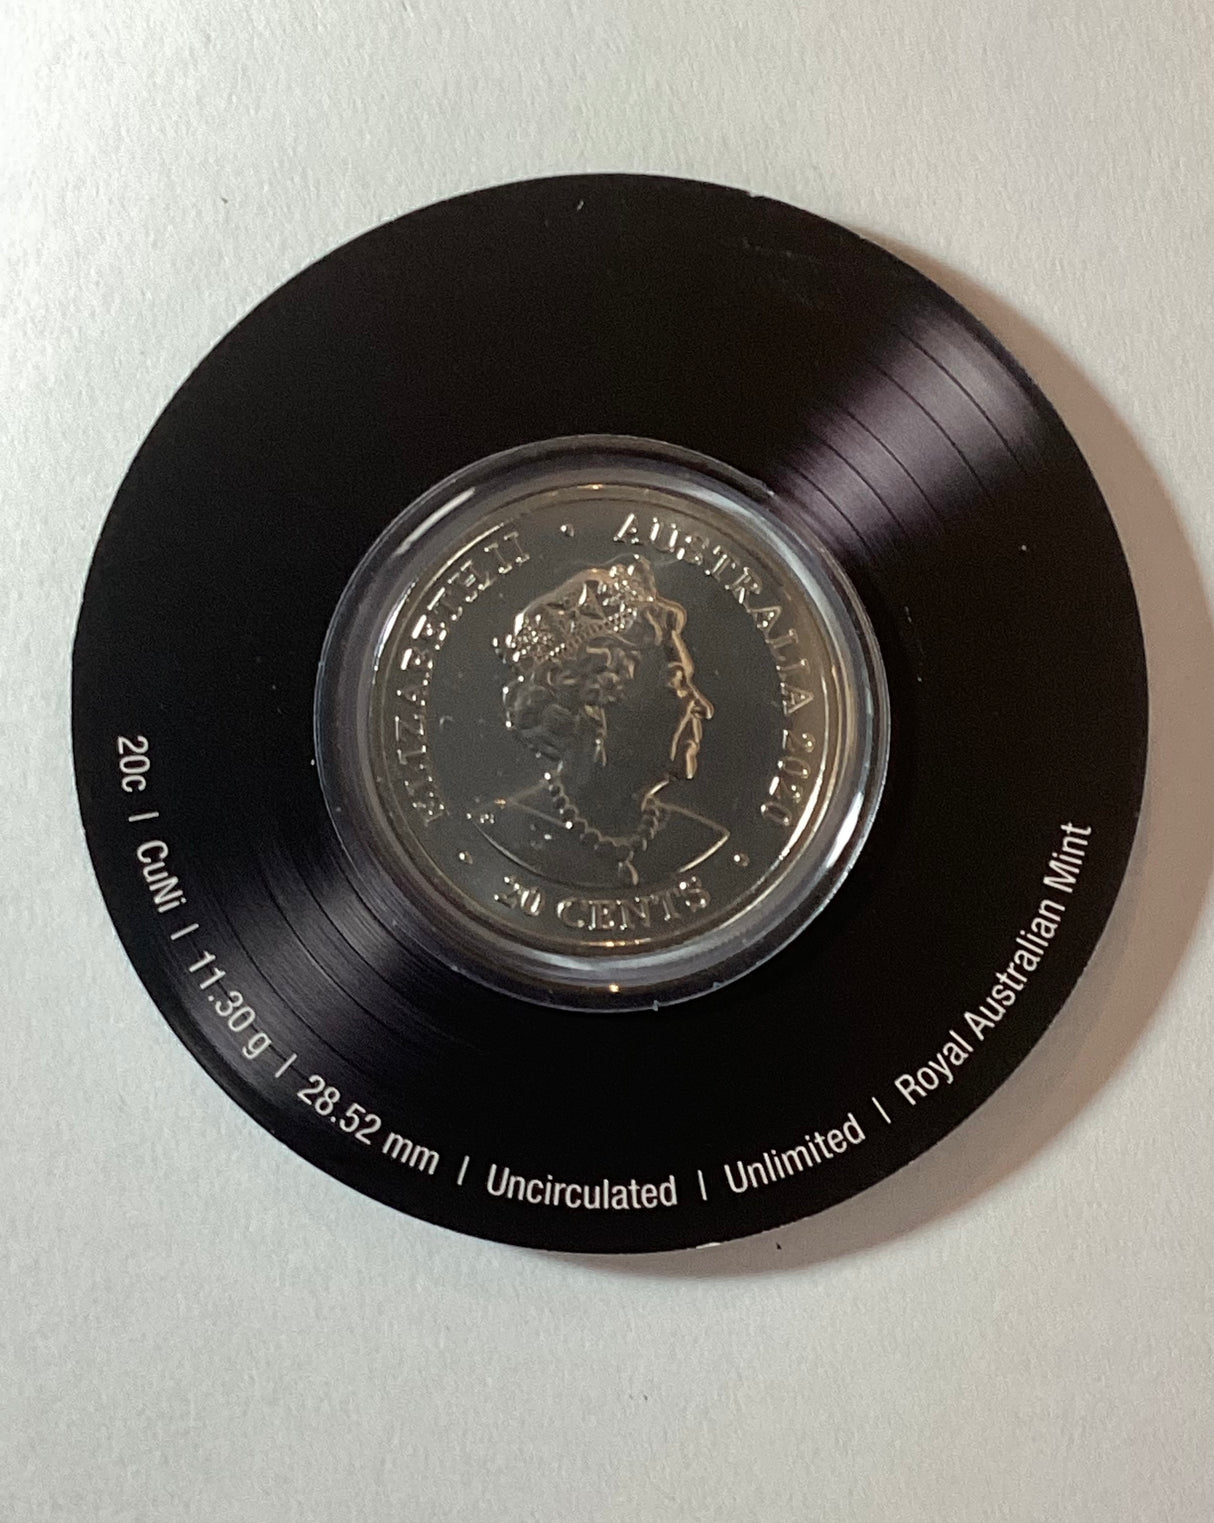 ELIZABETH II • AUSTRALIA 2020
• 20 CENTS •
20c | CuNi | 11.30 g | 28.52 mm | Uncirculated | Unlimited | Royal Australian Mint